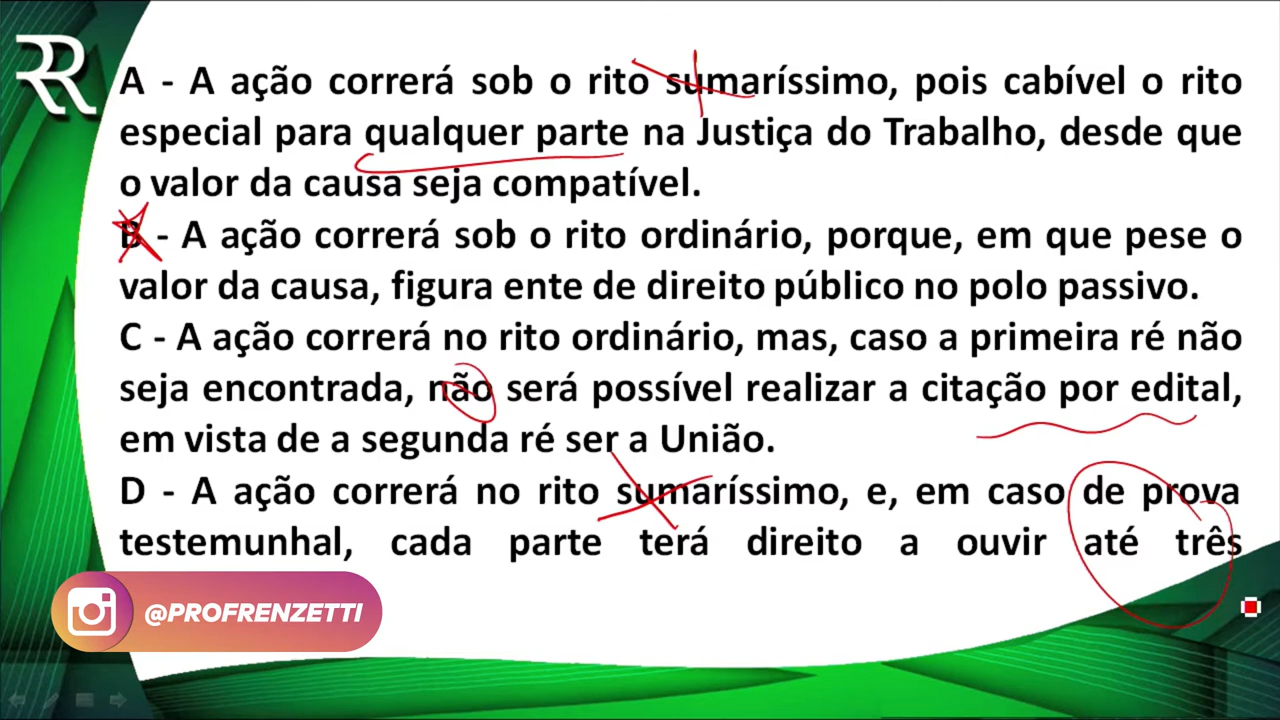 RR
A - A ação correrá sob o rito sumaríssimo, pois cabível o rito
especial para qualquer parte na Justiça do Trabalho, desde que
o valor da causa seja compatível.
B - A ação correrá sob o rito ordinário, porque, em que pese o
valor da causa, figura ente de direito público no polo passivo.
C - A ação correrá no rito ordinário, mas, caso a primeira ré não
seja encontrada, não será possível realizar a citação por edital,
em vista de a segunda ré ser a União.
D - A ação correrá no rito sumaríssimo, e, em caso de prova
testemunhal, cada parte terá direito a ouvir até três
@PROFRENZETTI